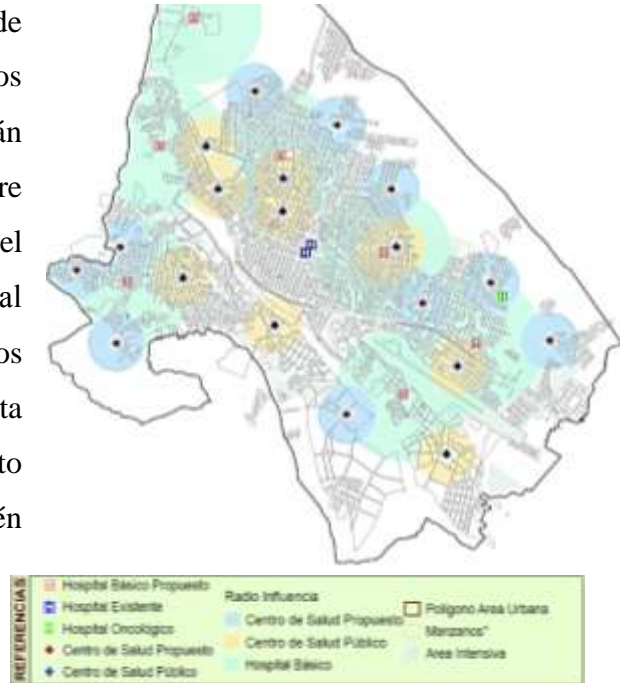 de
os
án
re
el
al
os
ta
to
én
REFERENCIAS
Hospital Básico Propuesto
Hospital Existente
Hospital Oncológico
Centro de Salud Propuesto
Centro de Salud Público
Radio Influencia
Centro de Salud Propuesto
Centro de Salud Público
Hospital Básico
Poligono Area Urbana
Manzanos"
Area Intensiva